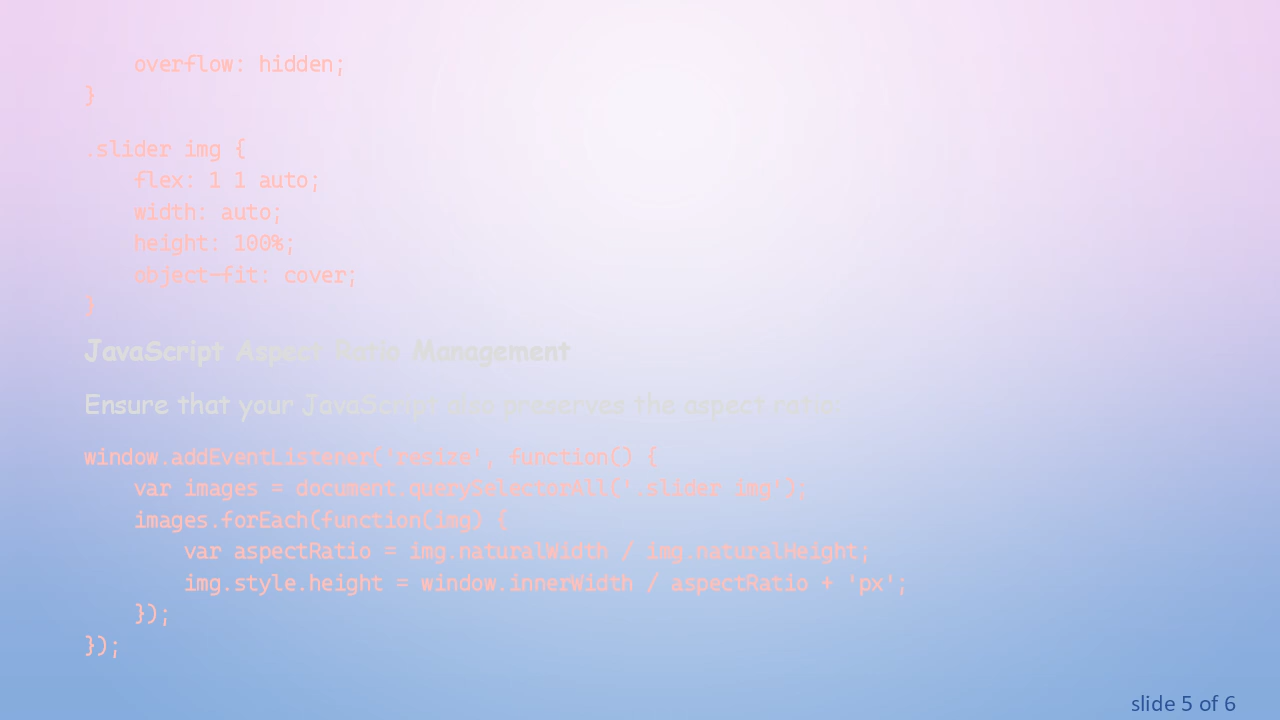 overflow: hidden;
}
.slider img {
flex: 1 1 auto;
width: auto;
height: 100%;
object-fit: cover;
}
JavaScript Aspect Ratio Management
Ensure that your JavaScript also preserves the aspect ratio:
window.addEventListener('resize', function() {
var images = document.querySelectorAll('.slider img');
images.forEach(function(img) {
var aspectRatio = img.naturalWidth / img.naturalHeight;
img.style.height = window.innerWidth / aspectRatio + 'px';
});
});
slide 5 of 6